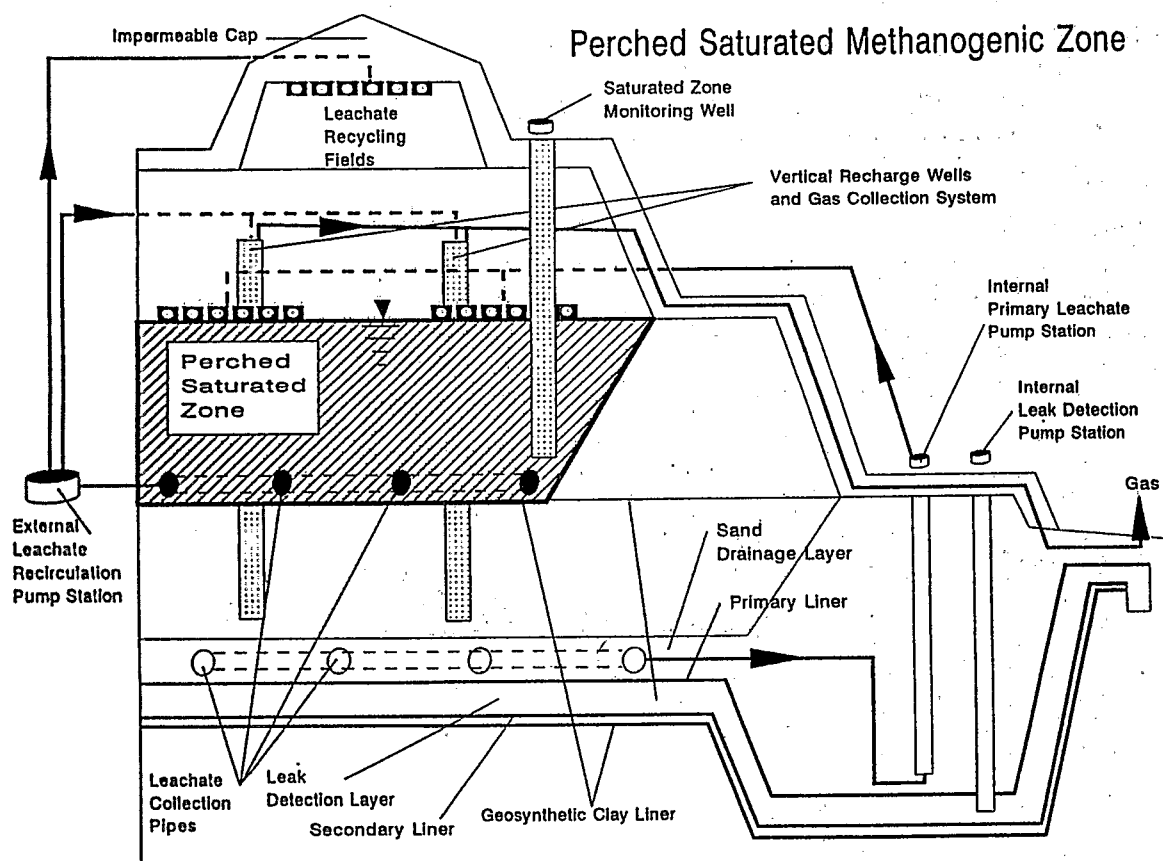 Perched Saturated Methanogenic Zone
Impermeable Cap
Saturated Zone
Monitoring Well
Leachate
Recycling
Fields
Vertical Recharge Wells
and Gas Collection System
Internal
Primary Leachate
Pump Station
Perched
Saturated
Zone
Internal
Leak Detection
Pump Station
Gas
External
Leachate
Recirculation
Pump Station
Sand
Drainage Layer
Primary Liner
Leachate
Collection
Pipes
Leak
Detection Layer
Secondary Liner
Geosynthetic Clay Liner